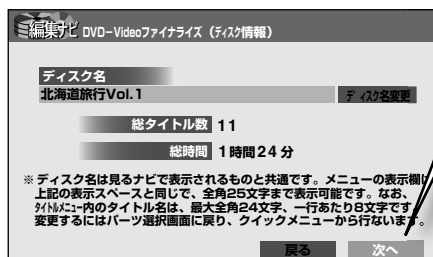 編集ナビ DVD-Videoファイナライズ（ディスク情報）
ディスク名
北海道旅行Vol.1
ディスク名変更
総タイトル数 11
総時間 1時間24分
※ディスク名は見るナビで表示されるものと共通です。メニューの表示欄は
上記の表示スペースと同じで、全角25文字まで表示可能です。なお、
タイトルメニュー内のタイトル名は、最大全角24文字、一行あたり8文字です。
変更するにはパーツ選択画面に戻り、クイックメニューから行ないます。
戻る 次へ